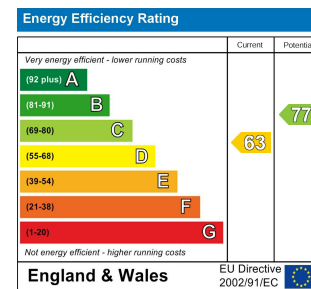 Energy Efficiency Rating
Current Potentia
Very energy efficient - lower running costs
(92 plus) A
(81-91) B
77
(69-80) C
63
(55-68) D
(39-54) E
(21-38) F
(1-20) G
Not energy efficient - higher running costs
England & Wales
EU Directive
2002/91/EC